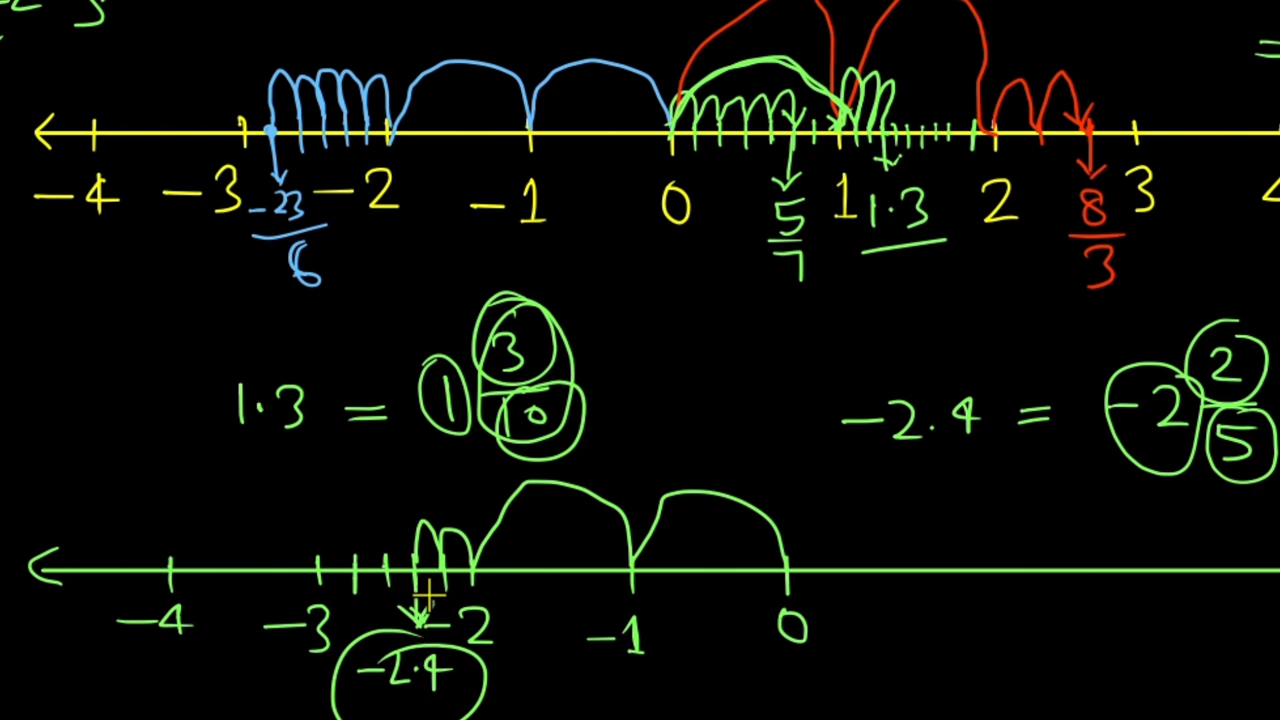 -4 -3 -2 -1 0 1 2 3
-23/6 5/7 1.3 8/3
1.3 = 1 3/10 -2.4 = -2 2/5
-4 -3 -2 -1 0
-2.4